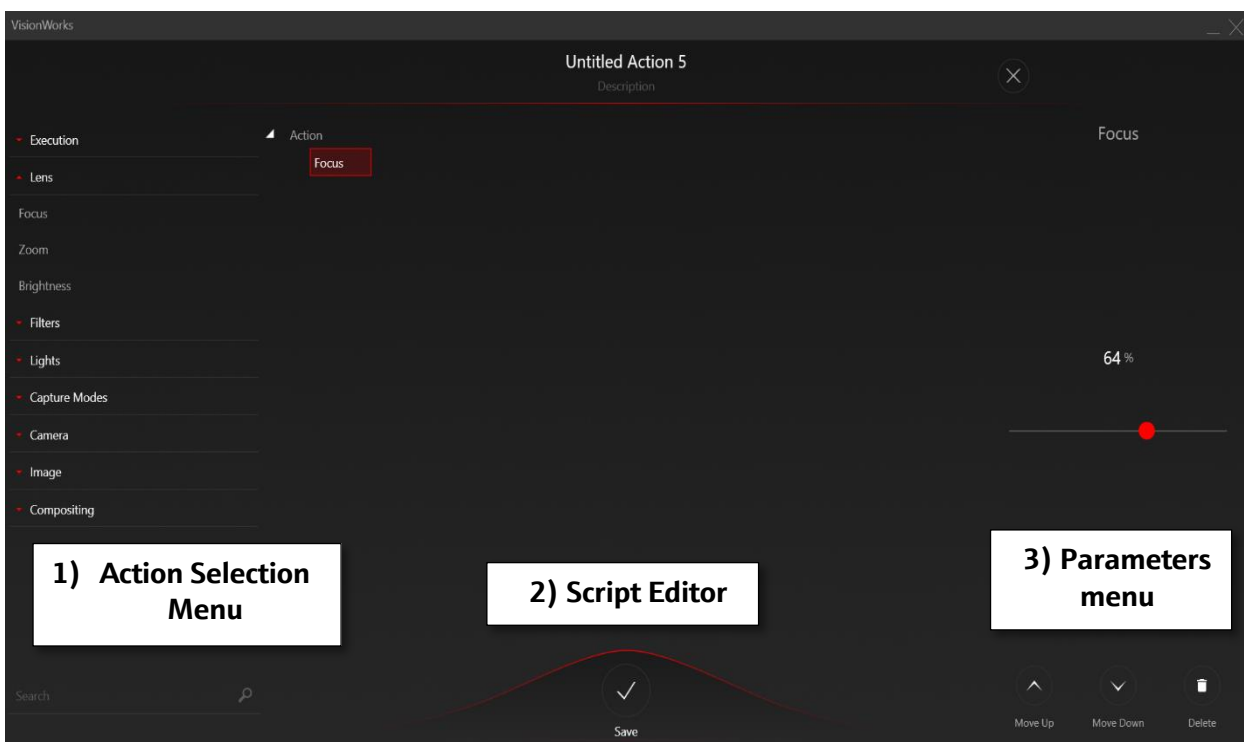 VisionWorks
Untitled Action 5
Description
Execution
Lens
Focus
Zoom
Brightness
Filters
Lights
Capture Modes
Camera
Image
Compositing
Search
Action
Focus
Focus
64 %
1) Action Selection
Menu
2) Script Editor
3) Parameters
menu
Save
Move Up
Move Down
Delete